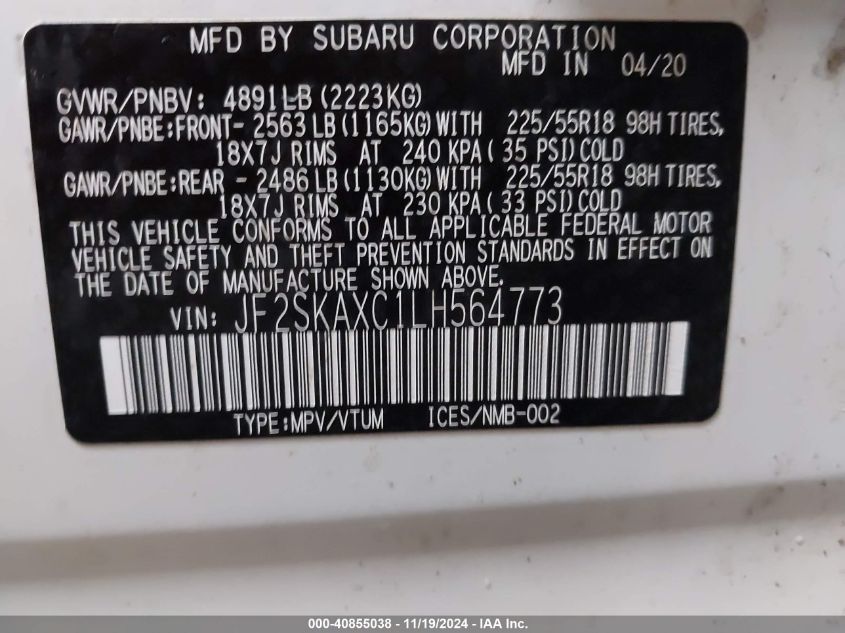 MFD BY SUBARU CORPORATION
MFD IN 04/20
GVWR/PNBV: 4891LB (2223KG)
GAWR/PNBE:FRONT- 2563 LB (1165KG) WITH 225/55R18 98H TIRES,
18X7J RIMS AT 240 KPA( 35 PSI) COLD
GAWR/PNBE:REAR - 2486 LB (1130KG) WITH 225/55R18 98H TIRES,
18X7J RIMS AT 230 KPA( 33 PSI) COLD
THIS VEHICLE CONFORMS TO ALL APPLICABLE FEDERAL MOTOR
VEHICLE SAFETY AND THEFT PREVENTION STANDARDS IN EFFECT ON
THE DATE OF MANUFACTURE SHOWN ABOVE.
VIN: JF2SKAXC1LH564773
TYPE:MPV/VTUM ICES/NMB-002
000-40855038 - 11/19/2024 - IAA Inc.